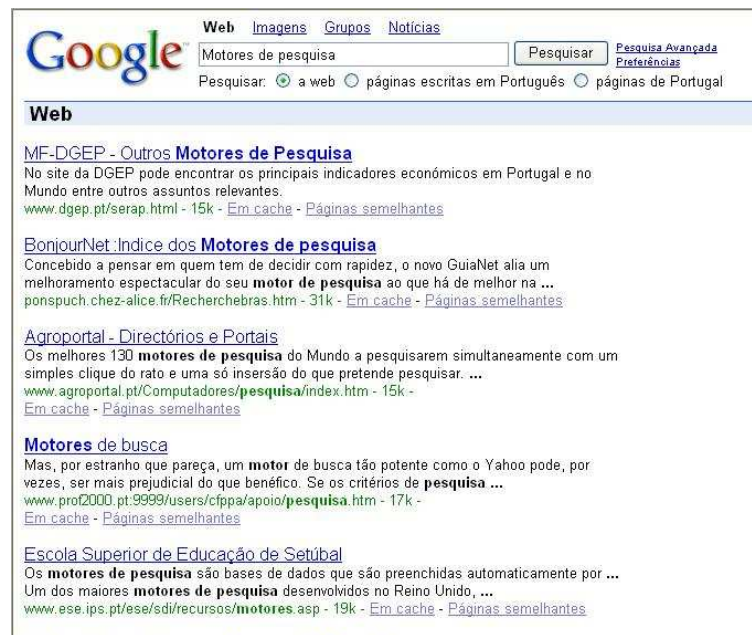 Google™
Web Imagens Grupos Notícias
Motores de pesquisa Pesquisar Pesquisa Avançada
Preferências
Pesquisar: a web páginas escritas em Português páginas de Portugal
Web
MF-DGEP - Outros Motores de Pesquisa
No site da DGEP pode encontrar os principais indicadores económicos em Portugal e no
Mundo entre outros assuntos relevantes.
www.dgep.pt/serap.html - 15k - Em cache - Páginas semelhantes
BonjourNet :Indice dos Motores de pesquisa
Concebido a pensar em quem tem de decidir com rapidez, o novo GuiaNet alia um
melhoramento espectacular do seu motor de pesquisa ao que há de melhor na ...
ponspuch.chez-alice.fr/Recherchebras.htm - 31k - Em cache - Páginas semelhantes
Agroportal - Directórios e Portais
Os melhores 130 motores de pesquisa do Mundo a pesquisarem simultaneamente com um
simples clique do rato e uma só insersão do que pretende pesquisar. ...
www.agroportal.pt/Computadores/pesquisa/index.htm - 15k -
Em cache - Páginas semelhantes
Motores de busca
Mas, por estranho que pareça, um motor de busca tão potente como o Yahoo pode, por
vezes, ser mais prejudicial do que benéfico. Se os critérios de pesquisa ...
www.prof2000.pt:9999/users/cfppa/apoio/pesquisa.htm - 17k -
Em cache - Páginas semelhantes
Escola Superior de Educação de Setúbal
Os motores de pesquisa são bases de dados que são preenchidas automaticamente por ...
Um dos maiores motores de pesquisa desenvolvidos no Reino Unido, ...
www.ese.ips.pt/ese/sdi/recursos/motores.asp - 19k - Em cache - Páginas semelhantes